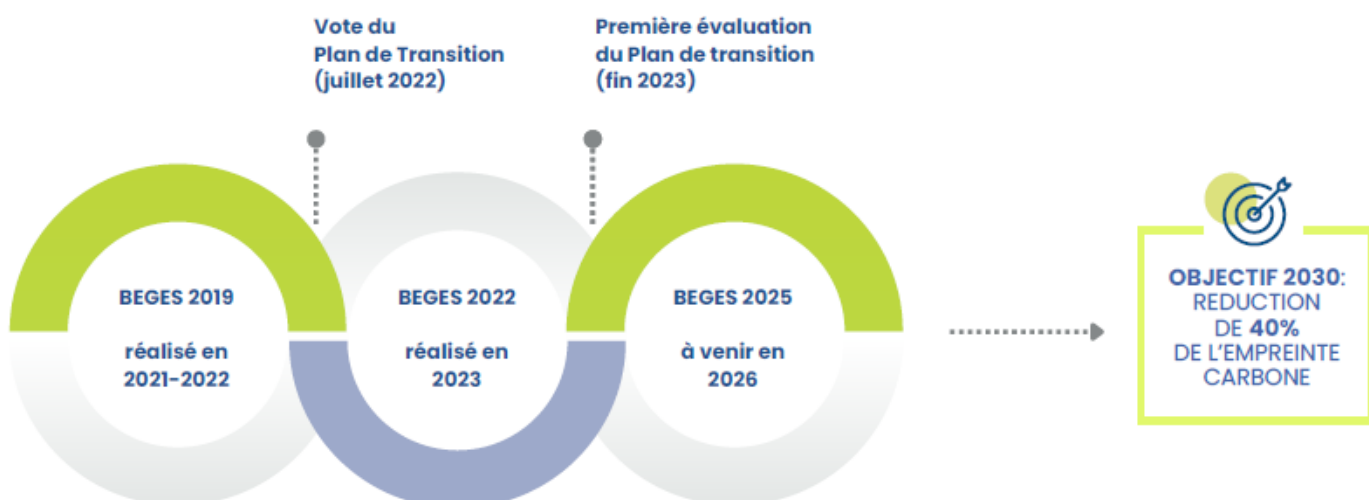 Vote du
Plan de Transition
(juillet 2022)
Première évaluation
du Plan de transition
(fin 2023)
BEGES 2019
réalisé en
2021-2022
BEGES 2022
réalisé en
2023
BEGES 2025
à venir en
2026
OBJECTIF 2030:
REDUCTION
DE 40%
DE L'EMPREINTE
CARBONE